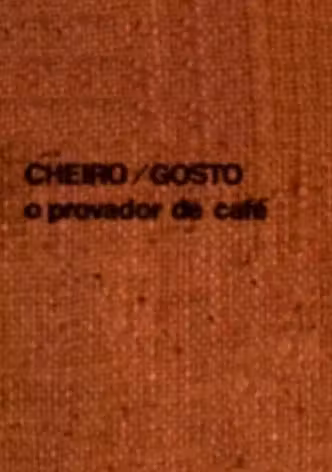 CHEIRO / GOSTO
o provador de café